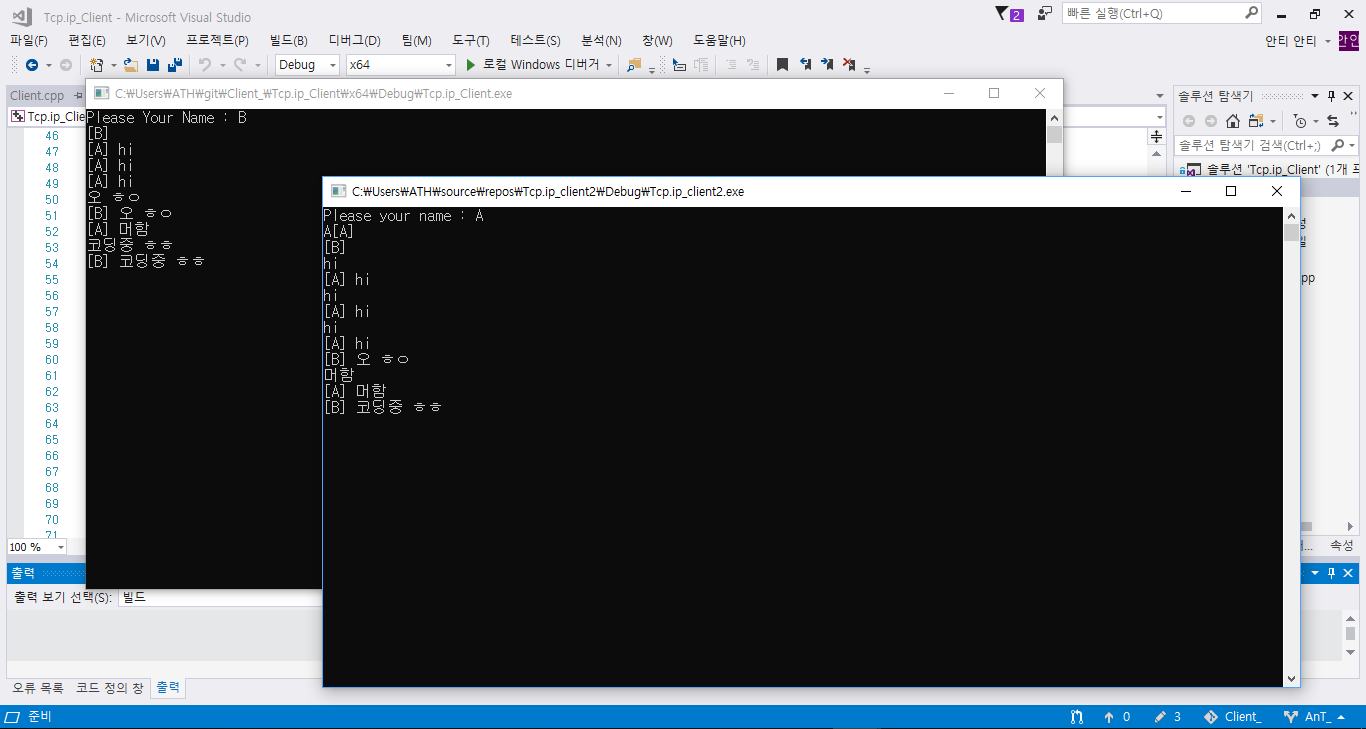 Tcp.ip_Client - Microsoft Visual Studio
2
빠른 실행(Ctrl+Q)
파일(F) 편집(E) 보기(V) 프로젝트(P) 빌드(B) 디버그(D) 팀(M) 도구(T) 테스트(S) 분석(N) 창(W) 도움말(H)
안티 안티
안인
Debug x64 로컬 Windows 디버거
Client.cpp
Tcp.ip_Clie
46
47
48
49
50
51
52
53
54
55
56
57
58
59
60
61
62
63
64
65
66
67
68
69
70
71
100 %
C:₩Users₩ATH₩git₩Client_₩Tcp.ip_Client₩x64₩Debug₩Tcp.ip_Client.exe
Please Your Name : B
[B]
[A] hi
[A] hi
[A] hi
오 ㅎㅇ
[B] 오 ㅎㅇ
[A] 머함
코딩중 ㅎㅎ
[B] 코딩중 ㅎㅎ
C:₩Users₩ATH₩source₩repos₩Tcp.ip_client2₩Debug₩Tcp.ip_client2.exe
Please your name : A
A[A]
[B]
hi
[A] hi
hi
[A] hi
hi
[A] hi
[B] 오 ㅎㅇ
머함
[A] 머함
[B] 코딩중 ㅎㅎ
솔루션 탐색기
솔루션 탐색기 검색(Ctrl+;)
솔루션 'Tcp.ip_Client' (1개 프
pp
속성
출력
출력 보기 선택(S): 빌드
오류 목록 코드 정의 창 출력
준비
0 3 Client_ AnT_